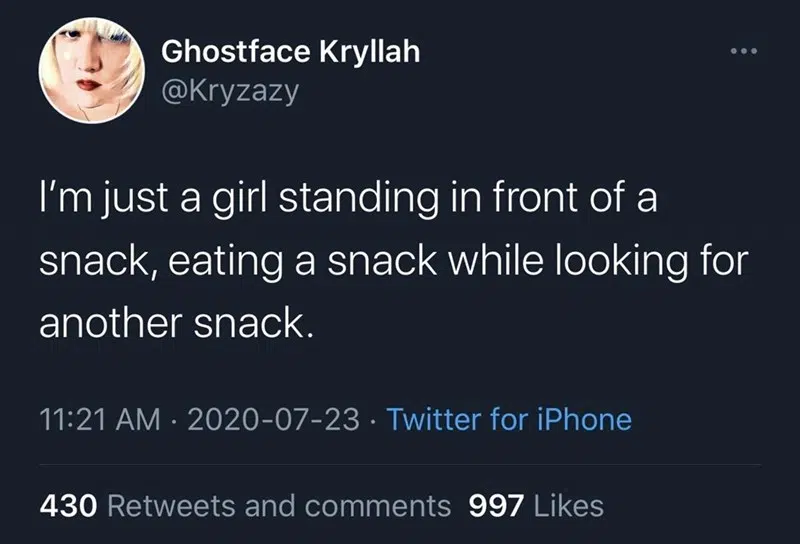 Ghostface Kryllah
@Kryzazy
I’m just a girl standing in front of a
snack, eating a snack while looking for
another snack.
11:21 AM · 2020-07-23 · Twitter for iPhone
430 Retweets and comments 997 Likes